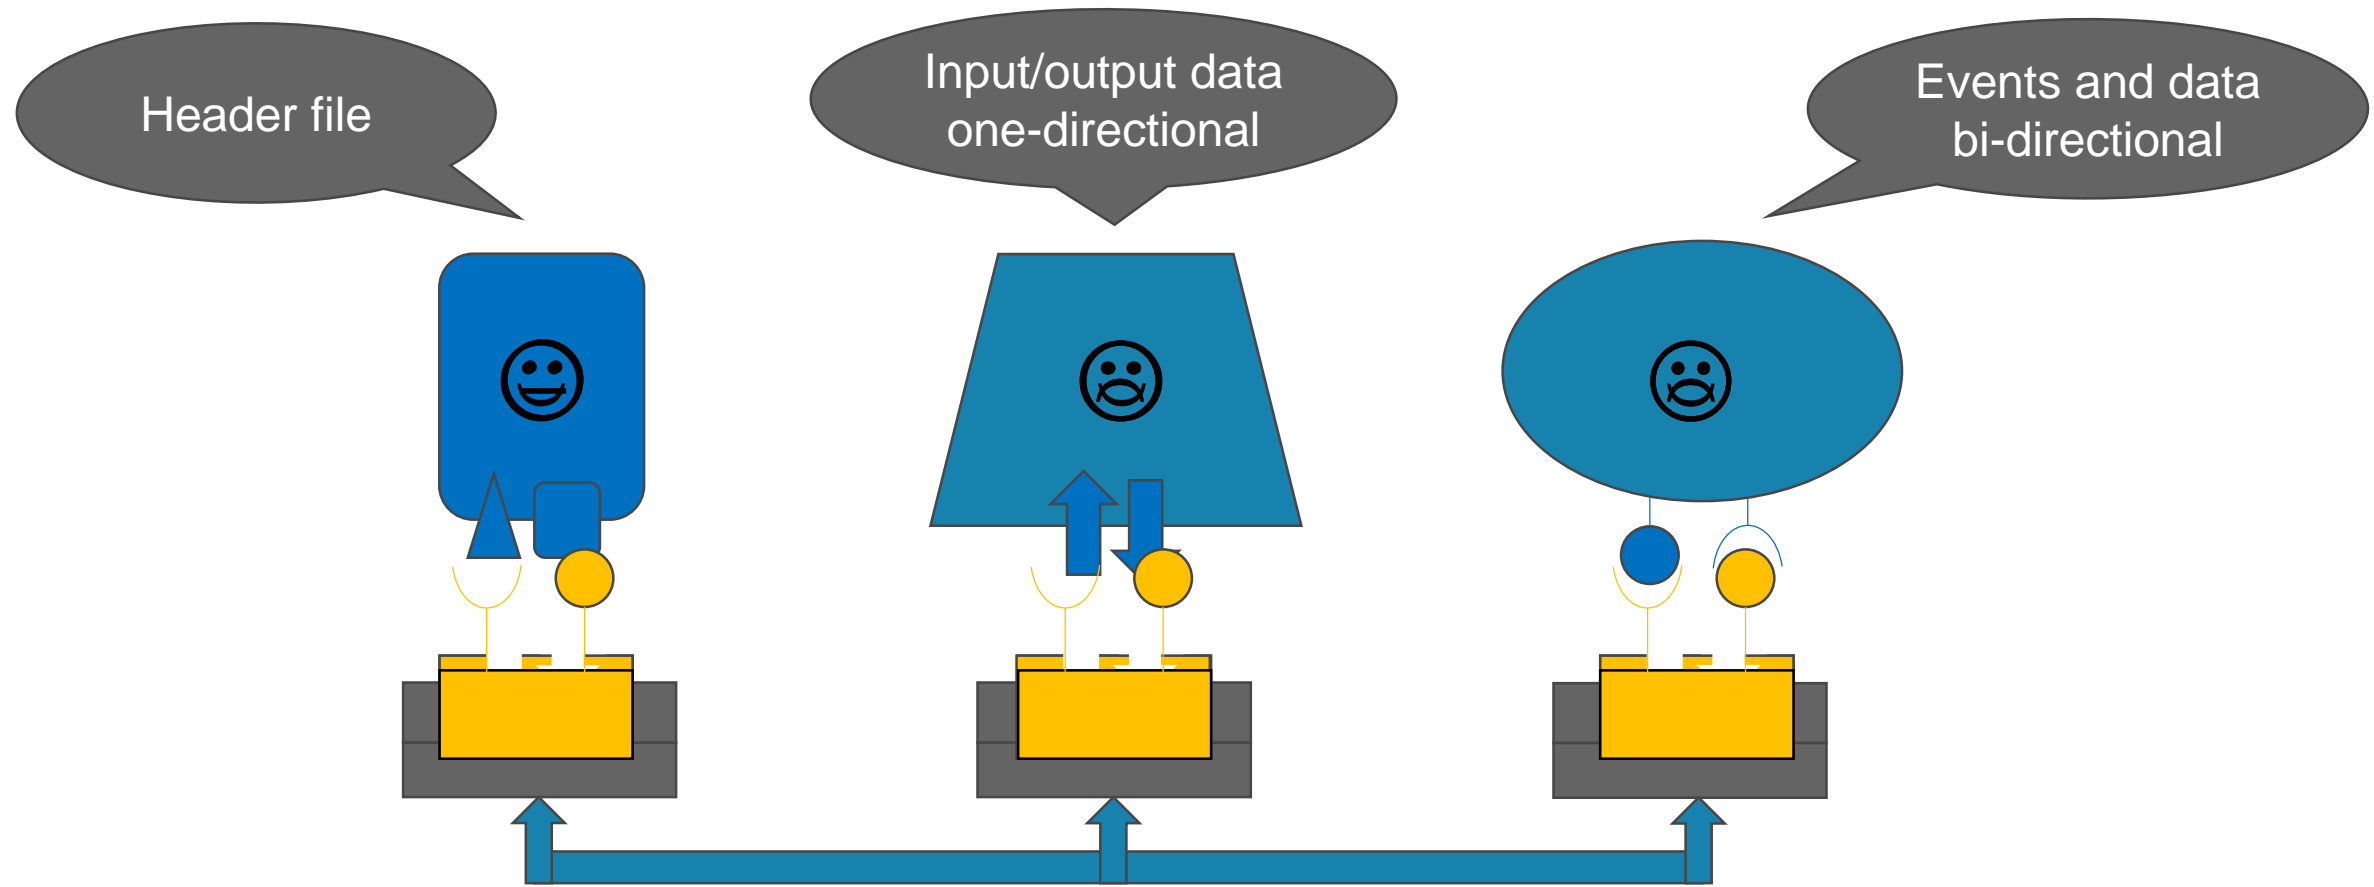 Header file
Input/output data
one-directional
Events and data
bi-directional